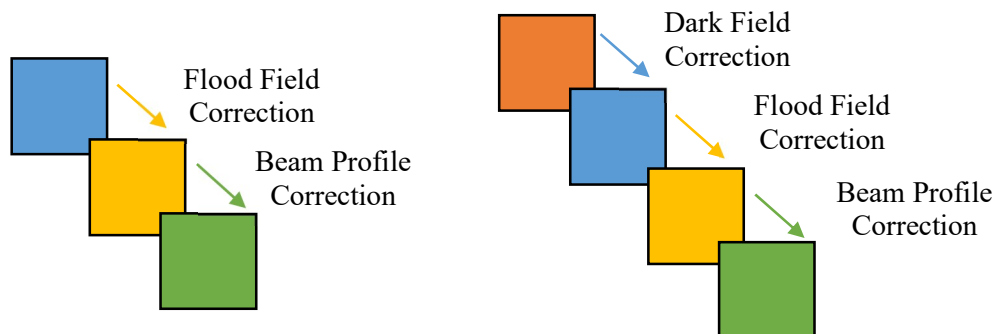 Flood Field
Correction
Beam Profile
Correction
Dark Field
Correction
Flood Field
Correction
Beam Profile
Correction